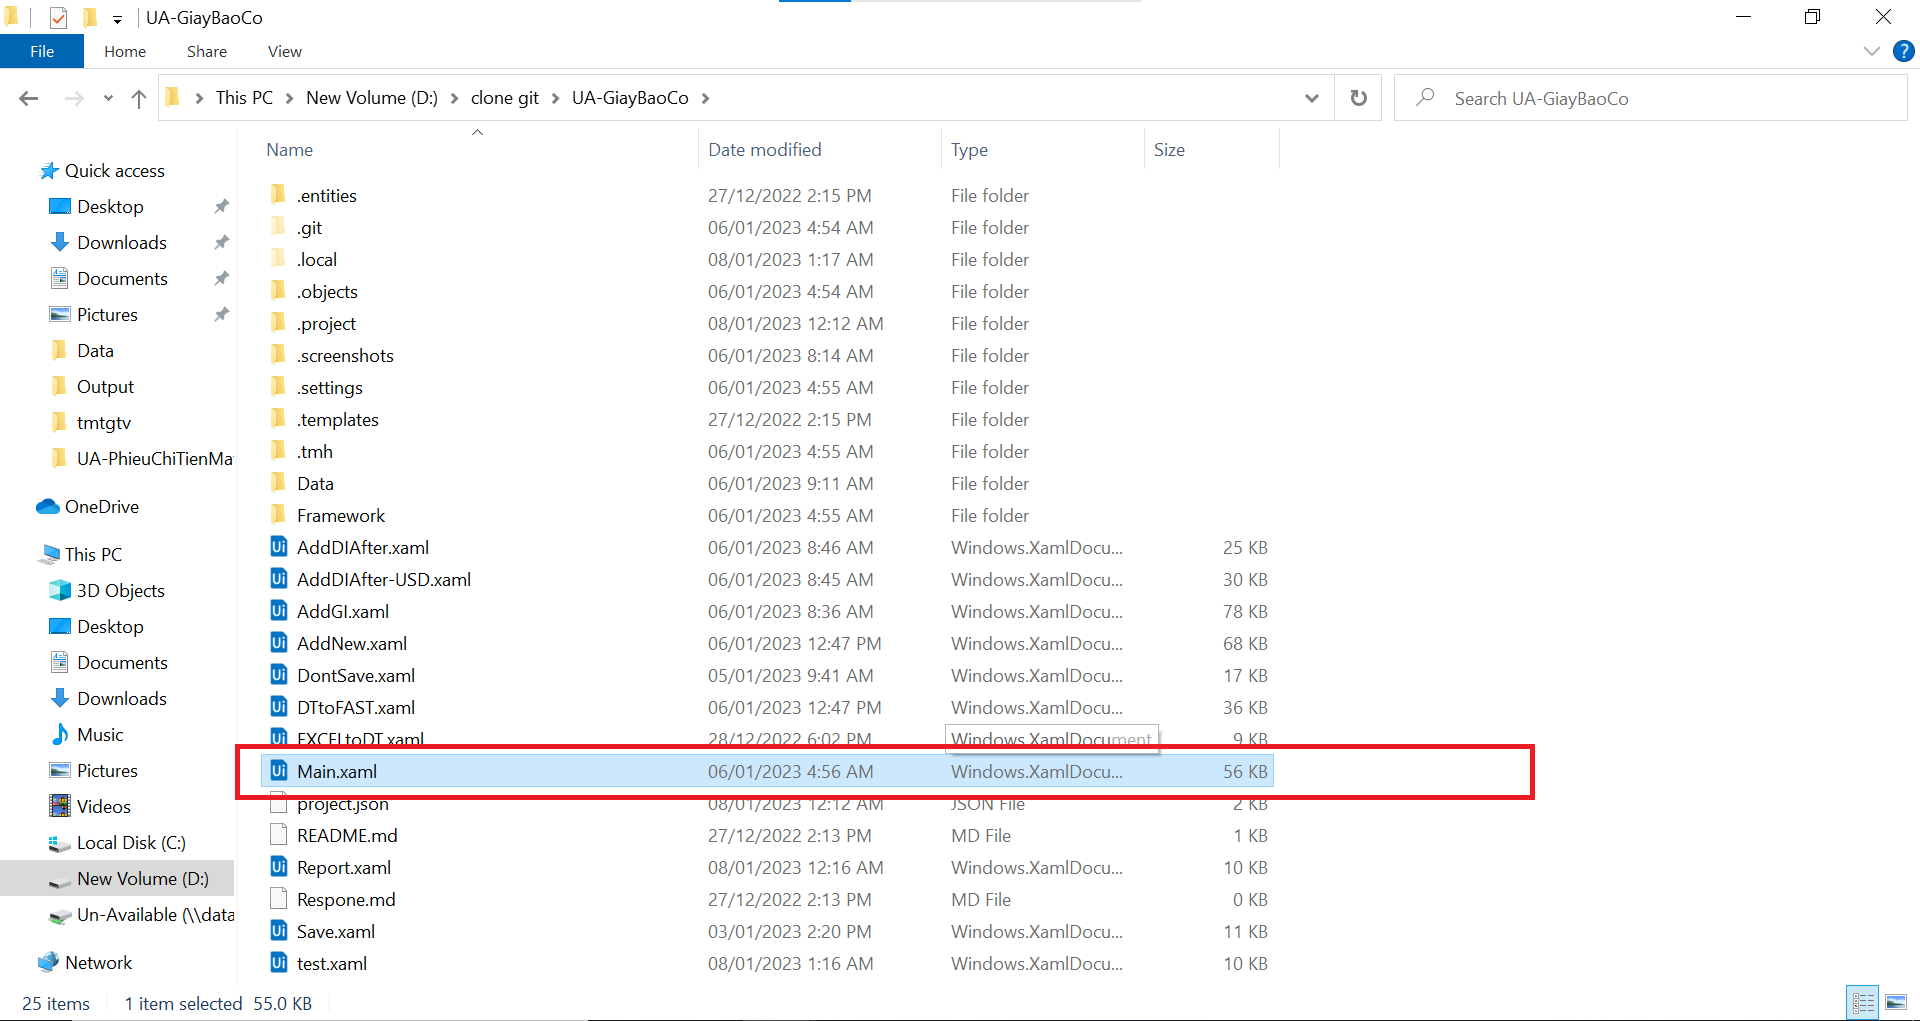 UA-GiayBaoCo
File Home Share View
This PC New Volume (D:) clone git UA-GiayBaoCo
Search UA-GiayBaoCo
Quick access
Desktop
Downloads
Documents
Pictures
Data
Output
tmtgtv
UA-PhieuChiTienMa
OneDrive
This PC
3D Objects
Desktop
Documents
Downloads
Music
Pictures
Videos
Local Disk (C:)
New Volume (D:)
Un-Available (\\data
Network
Name Date modified Type Size
.entities 27/12/2022 2:15 PM File folder
.git 06/01/2023 4:54 AM File folder
.local 08/01/2023 1:17 AM File folder
.objects 06/01/2023 4:54 AM File folder
.project 08/01/2023 12:12 AM File folder
.screenshots 06/01/2023 8:14 AM File folder
.settings 06/01/2023 4:55 AM File folder
.templates 27/12/2022 2:15 PM File folder
.tmh 06/01/2023 4:55 AM File folder
Data 06/01/2023 9:11 AM File folder
Framework 06/01/2023 4:55 AM File folder
Ui AddDIAfter.xaml 06/01/2023 8:46 AM Windows.XamlDocu... 25 KB
Ui AddDIAfter-USD.xaml 06/01/2023 8:45 AM Windows.XamlDocu... 30 KB
Ui AddGI.xaml 06/01/2023 8:36 AM Windows.XamlDocu... 78 KB
Ui AddNew.xaml 06/01/2023 12:47 PM Windows.XamlDocu... 68 KB
Ui DontSave.xaml 05/01/2023 9:41 AM Windows.XamlDocu... 17 KB
Ui DTtoFAST.xaml 06/01/2023 12:47 PM Windows.XamlDocu... 36 KB
Ui EXCELtoDT.xaml 28/12/2022 6:02 PM Windows.XamlDocument 9 KB
Ui Main.xaml 06/01/2023 4:56 AM Windows.XamlDocu... 56 KB
project.json 08/01/2023 12:12 AM JSON File 2 KB
README.md 27/12/2022 2:13 PM MD File 1 KB
Ui Report.xaml 08/01/2023 12:16 AM Windows.XamlDocu... 10 KB
Respone.md 27/12/2022 2:13 PM MD File 0 KB
Ui Save.xaml 03/01/2023 2:20 PM Windows.XamlDocu... 11 KB
Ui test.xaml 08/01/2023 1:16 AM Windows.XamlDocu... 10 KB
25 items 1 item selected 55.0 KB